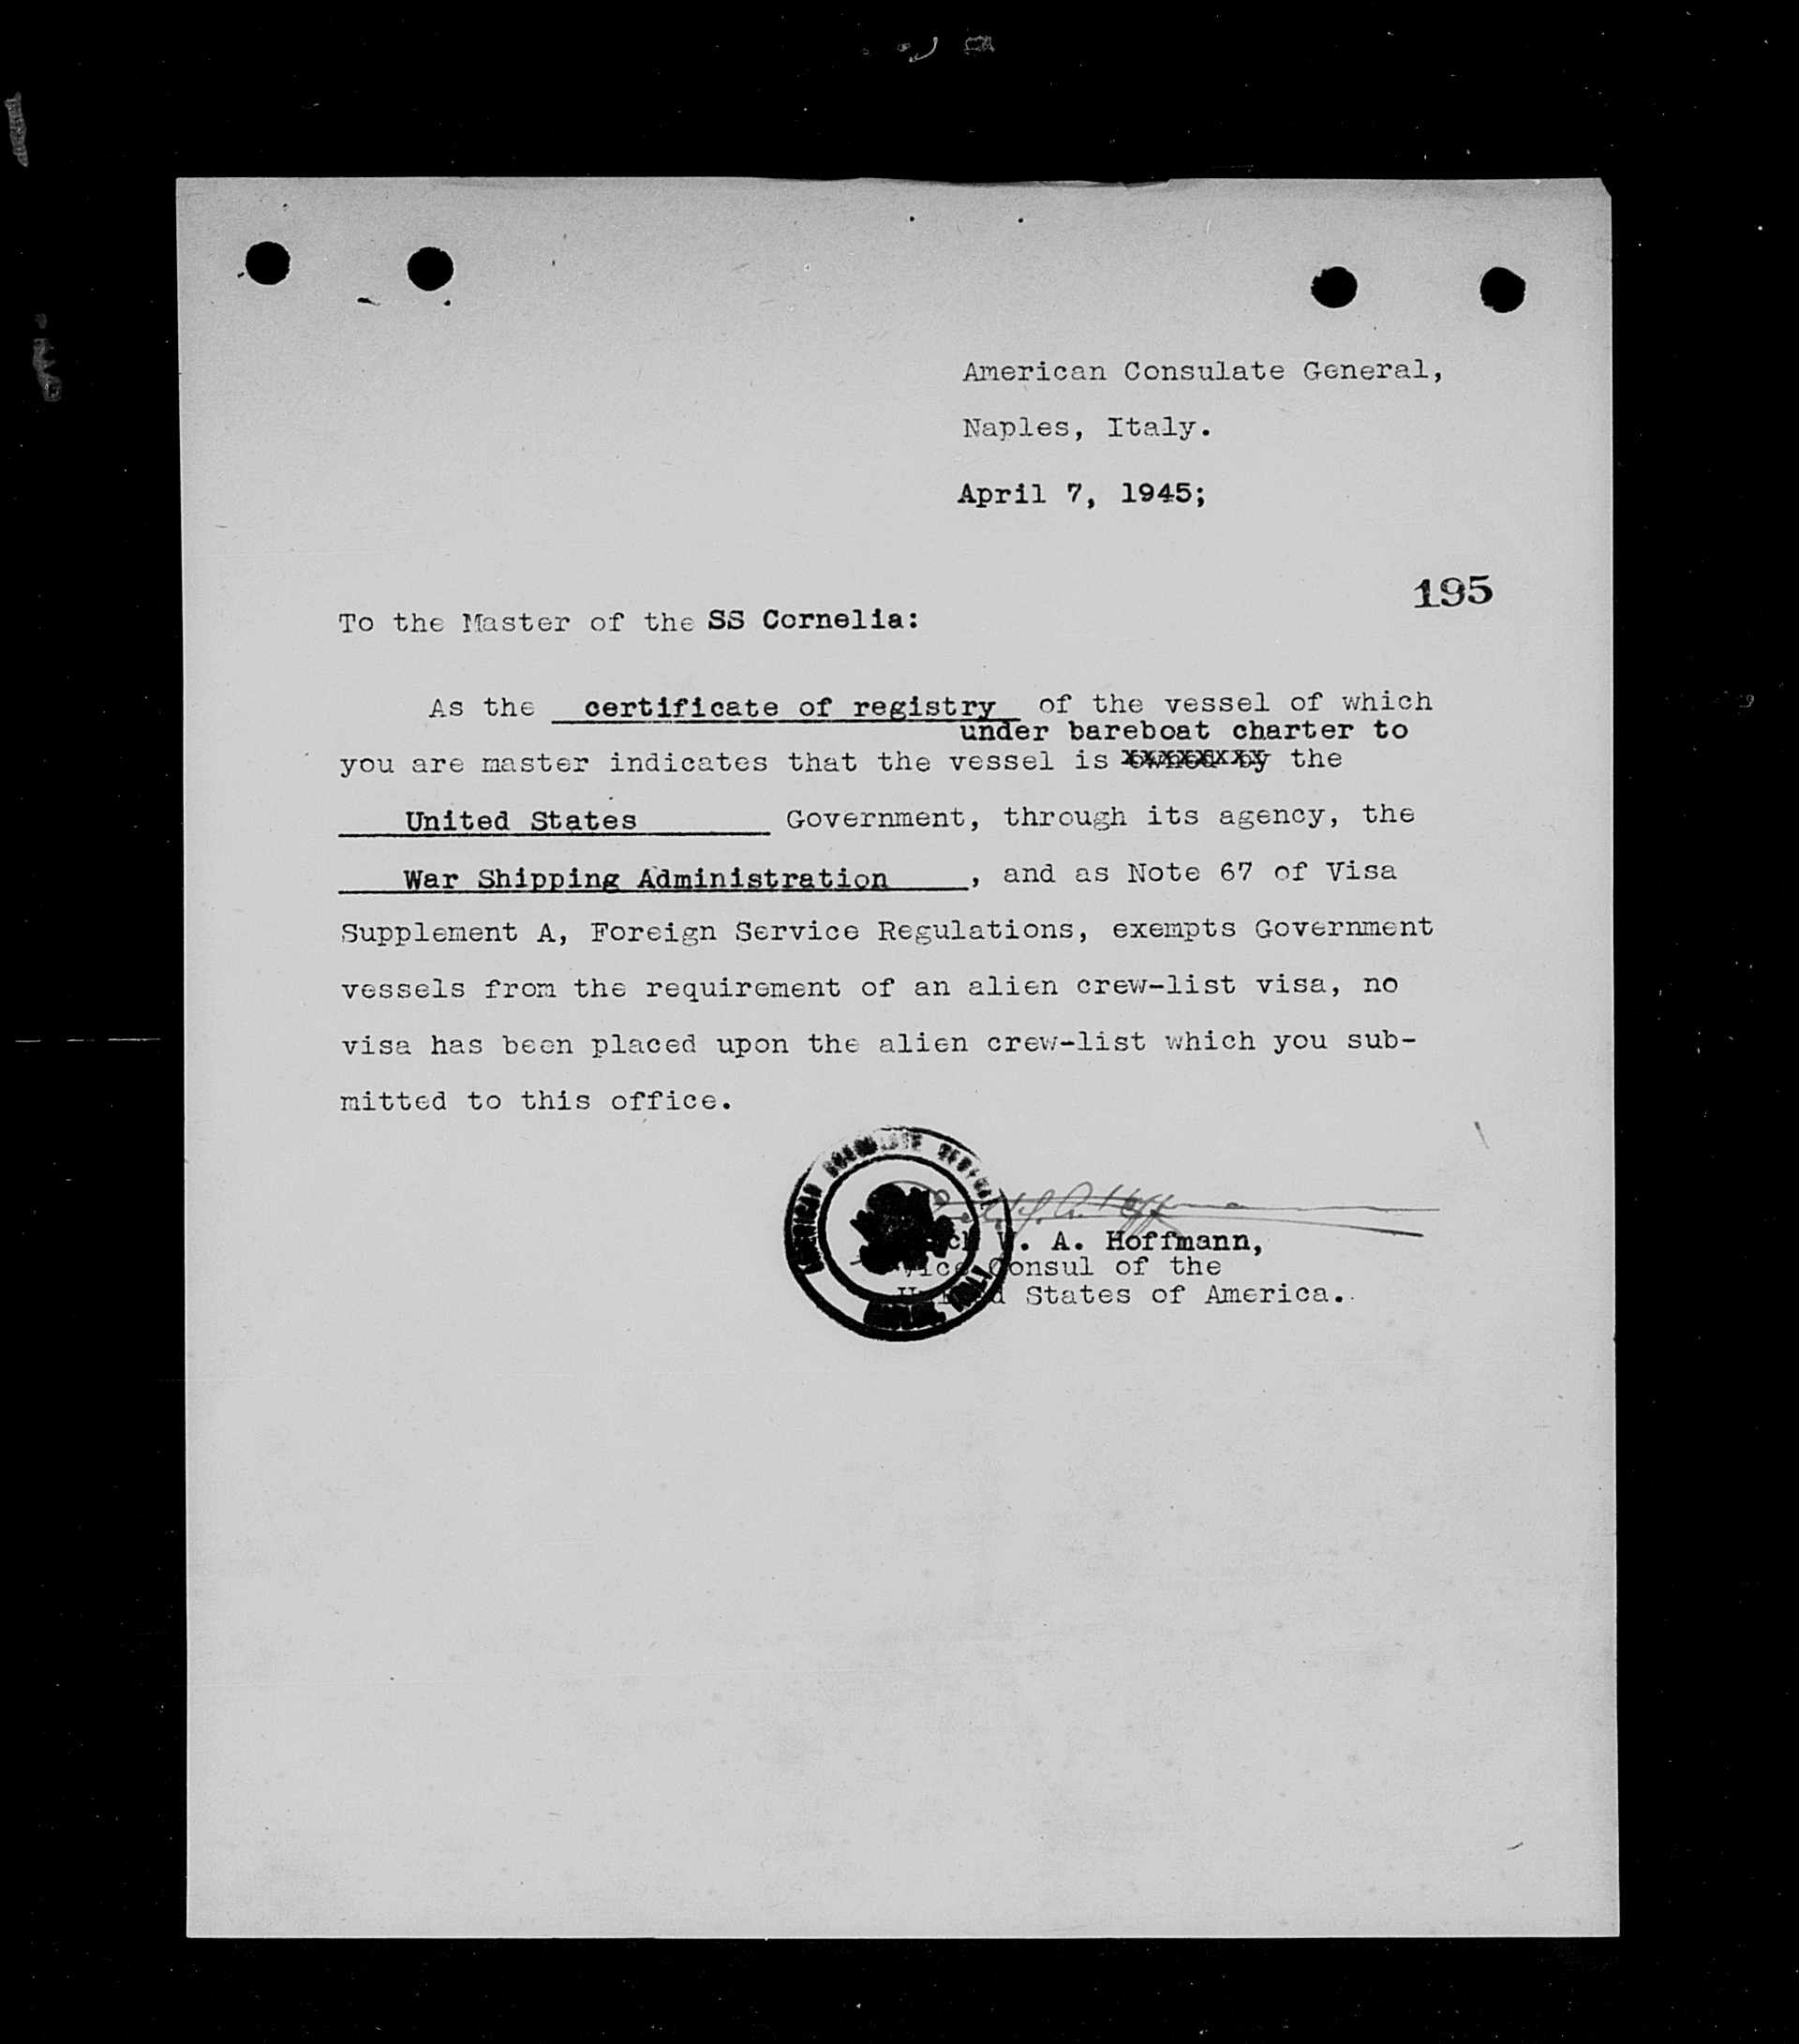 American Consulate General,
Naples, Italy.
April 7, 1945;
195
To the Master of the SS Cornelia:
As the certificate of registry of the vessel of which
under bareboat charter to
you are master indicates that the vessel is owned by the
United States Government, through its agency, the
War Shipping Administration, and as Note 67 of Visa
Supplement A, Foreign Service Regulations, exempts Government
vessels from the requirement of an alien crew-list visa, no
visa has been placed upon the alien crew-list which you sub-
mitted to this office.
A. Hoffmann,
Vice Consul of the
United States of America.